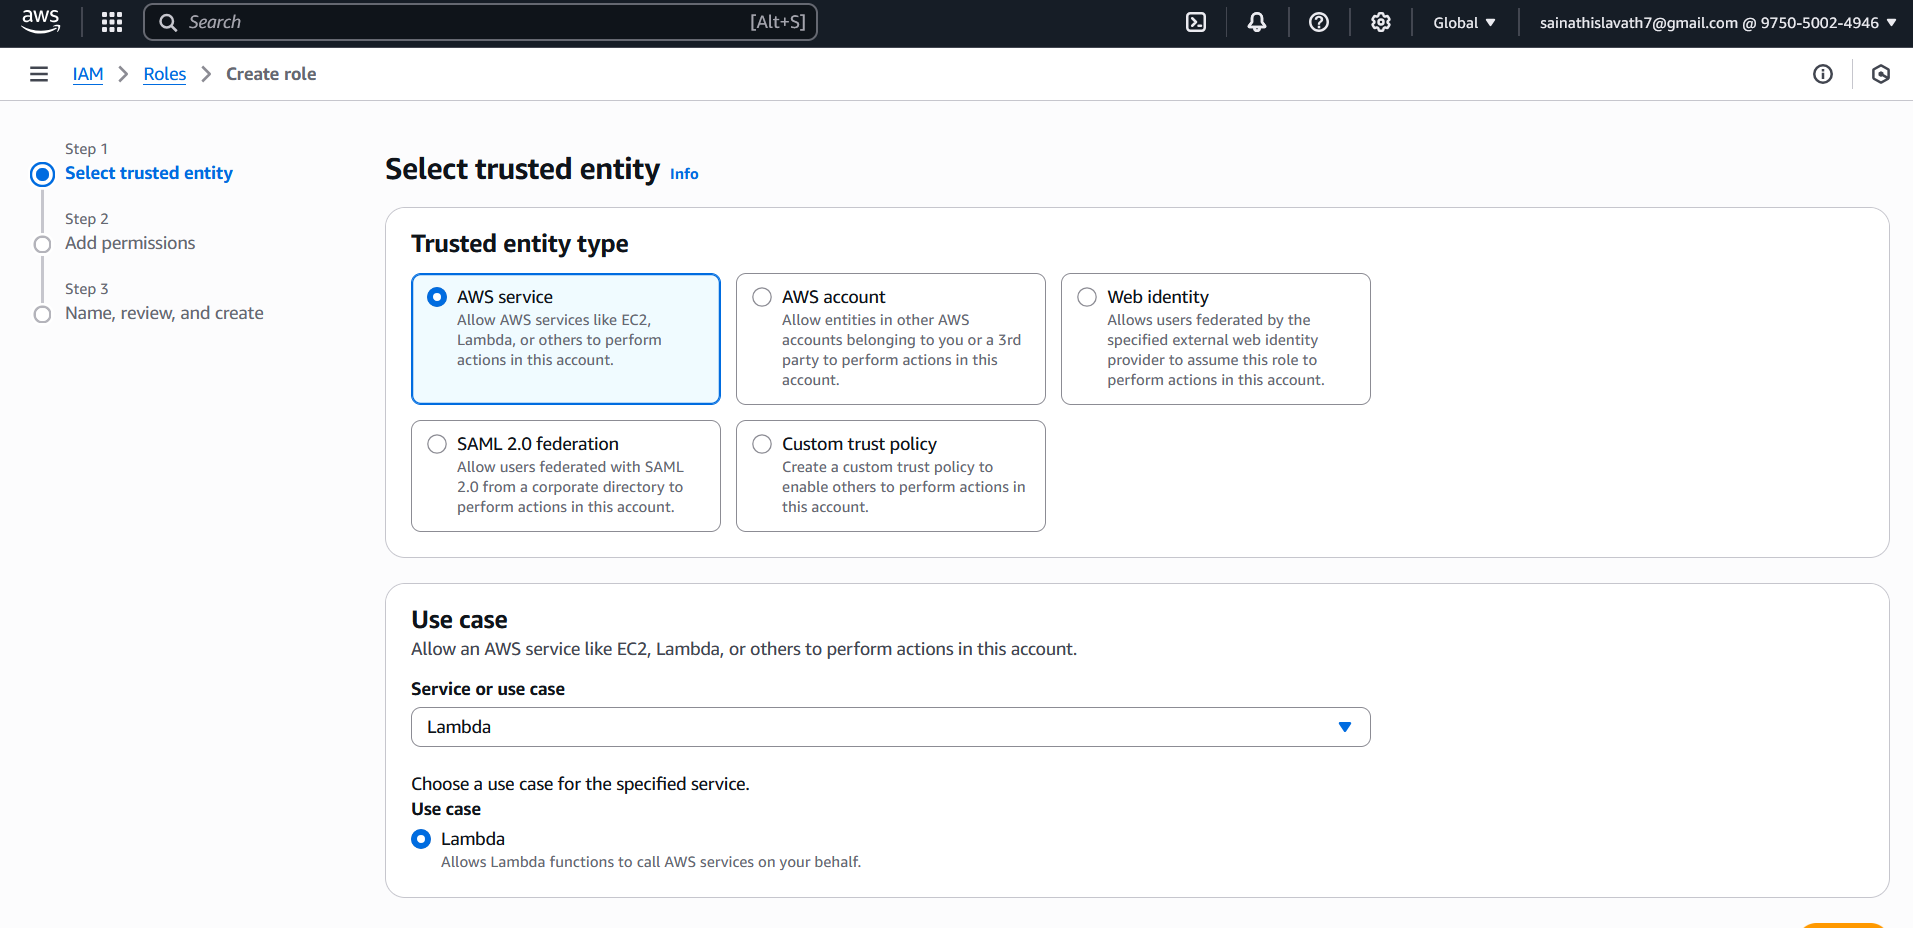 aws
Search [Alt+S]
Global
sainathislavath7@gmail.com @ 9750-5002-4946
IAM
Roles
Create role
Step 1
Select trusted entity
Step 2
Add permissions
Step 3
Name, review, and create
Select trusted entity Info
Trusted entity type
AWS service
Allow AWS services like EC2,
Lambda, or others to perform
actions in this account.
AWS account
Allow entities in other AWS
accounts belonging to you or a 3rd
party to perform actions in this
account.
Web identity
Allows users federated by the
specified external web identity
provider to assume this role to
perform actions in this account.
SAML 2.0 federation
Allow users federated with SAML
2.0 from a corporate directory to
perform actions in this account.
Custom trust policy
Create a custom trust policy to
enable others to perform actions in
this account.
Use case
Allow an AWS service like EC2, Lambda, or others to perform actions in this account.
Service or use case
Lambda
Choose a use case for the specified service.
Use case
Lambda
Allows Lambda functions to call AWS services on your behalf.